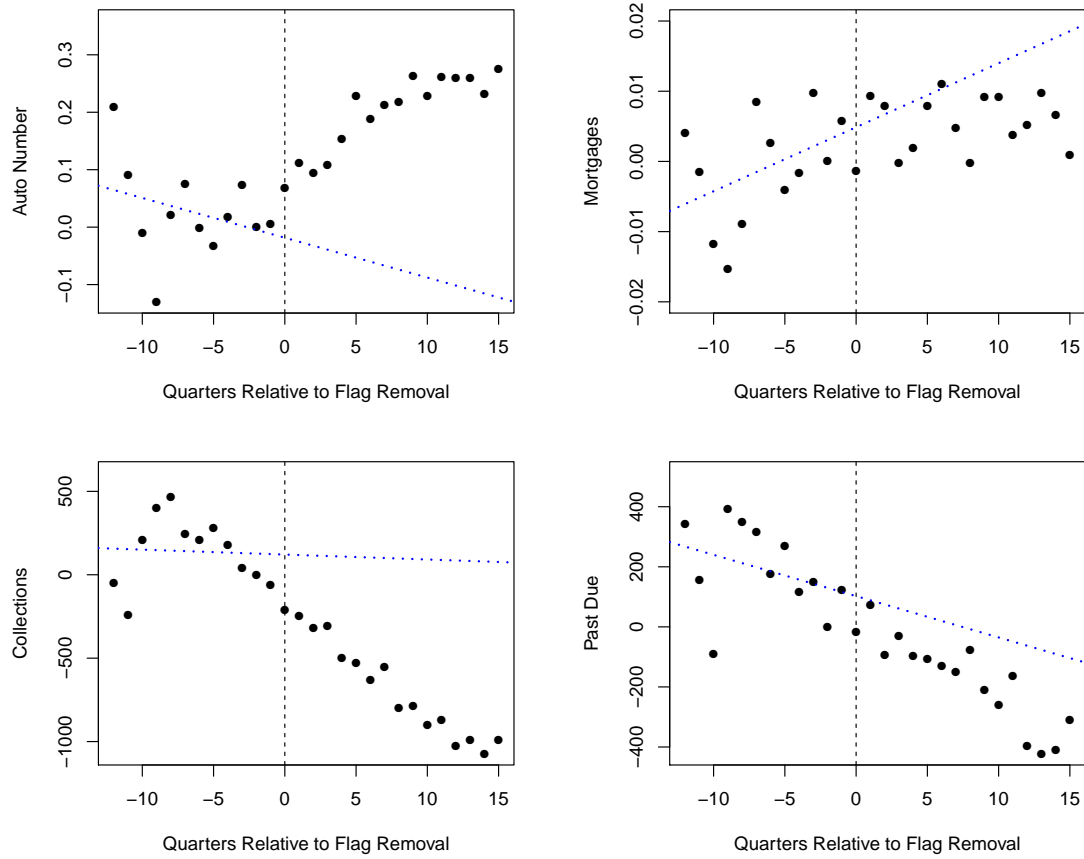 Auto Number
0.3
0.2
0.1
0.0
−0.1
−10 −5 0 5 10 15
Quarters Relative to Flag Removal
Mortgages
0.02
0.01
0.00
−0.01
−0.02
−10 −5 0 5 10 15
Quarters Relative to Flag Removal
Collections
500
0
−500
−1000
−10 −5 0 5 10 15
Quarters Relative to Flag Removal
Past Due
400
200
0
−200
−400
−10 −5 0 5 10 15
Quarters Relative to Flag Removal